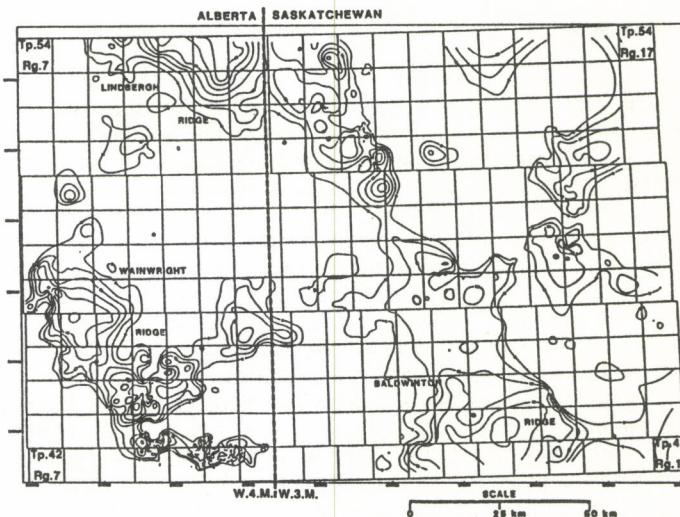 ALBERTA SASKATCHEWAN
Tp.54
Rg.7
Tp.54
Rg.17
LINDBERGH
RIDGE
WAINWRIGHT
RIDGE
BALDWINTON
RIDGE
Tp.42
Rg.7
W.4.M. W.3.M.
SCALE
0 25 km 50 km